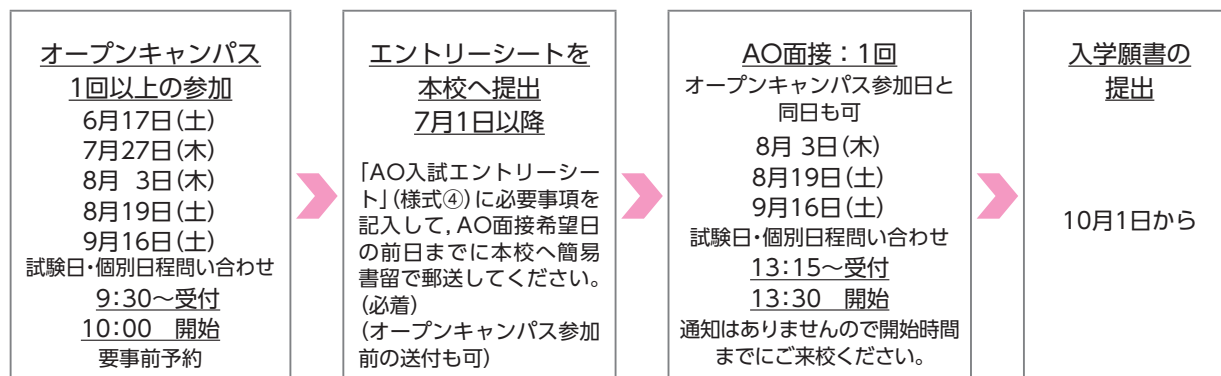 オープンキャンパス
1回以上の参加
6月17日（土）
7月27日（木）
8月 3日（木）
8月19日（土）
9月16日（土）
試験日・個別日程問い合わせ
9：30～受付
10：00 開始
要事前予約
エントリーシートを
本校へ提出
7月1日以降
「AO入試エントリーシー
ト」（様式④）に必要事項を
記入して，AO面接希望日
の前日までに本校へ簡易
書留で郵送してください。
（必着）
（オープンキャンパス参加
前の送付も可）
AO面接：1回
オープンキャンパス参加日と
同日も可
8月 3日（木）
8月19日（土）
9月16日（土）
試験日・個別日程問い合わせ
13：15～受付
13：30 開始
通知はありませんので開始時間
までにご来校ください。
入学願書の
提出
10月1日から